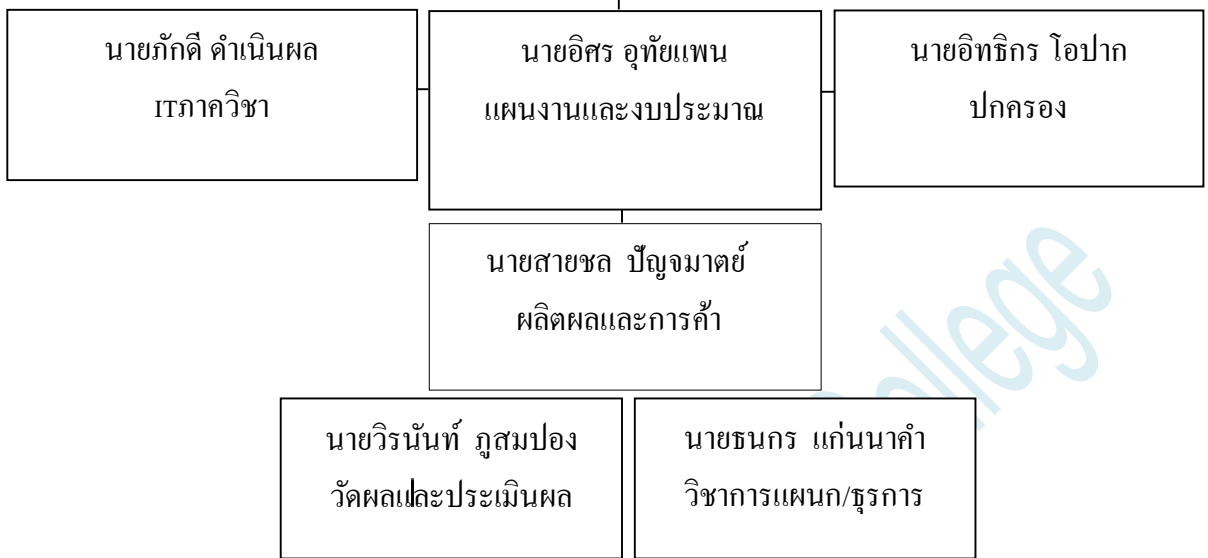 นายภักดี ดำเนินผล
ITภาควิชา
นายอิศร อุทัยแพน
แผนงานและงบประมาณ
นายอิทธิกร โอปาก
ปกครอง
นายสายชล ปัญจมาตย์
ผลิตผลและการค้า
นายวิรนันท์ ภูสมปอง
วัดผลและประเมินผล
นายธนกร แก่นนาคำ
วิชาการแผนก/ธุรการ
College